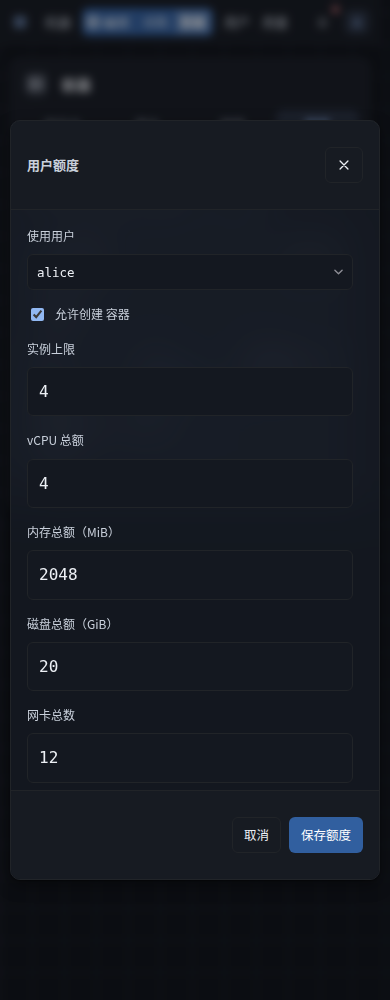 用户额度
使用用户
alice
允许创建 容器
实例上限
4
vCPU 总额
4
内存总额（MiB）
2048
磁盘总额（GiB）
20
网卡总数
12
取消
保存额度